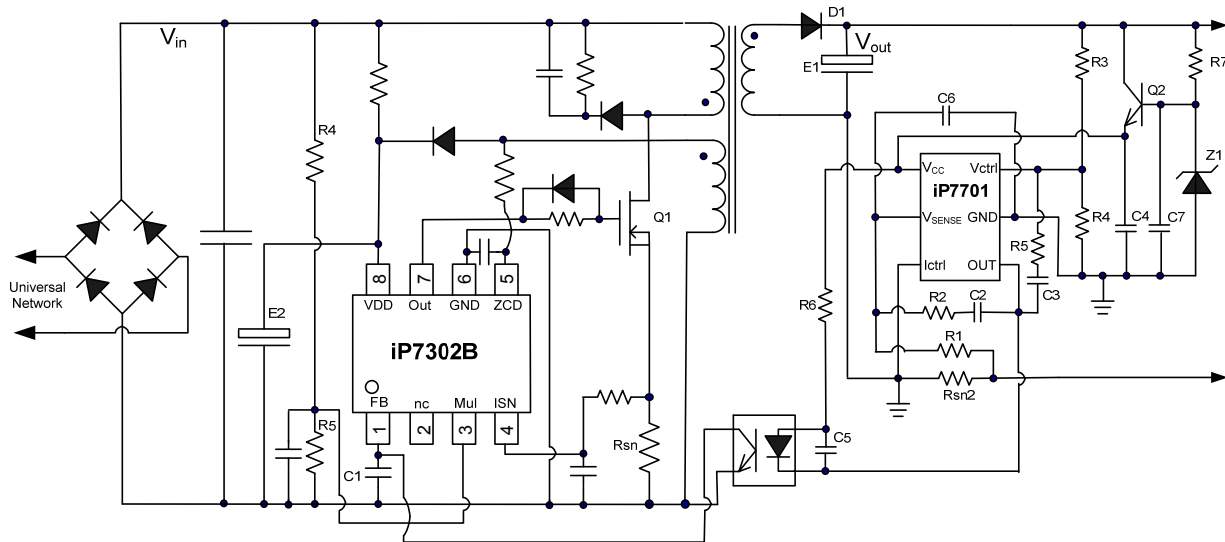 D1
Vin
Vout
E1
R3
R7
Q2
C6
R4
Z1
VCC
Vctrl
iP7701
VSENSE
GND
R4
C4
C7
Q1
R5
Ictrl
OUT
8
7
6
5
VDD
Out
GND
ZCD
Universal
Network
E2
R6
R2
C2
C3
iP7302B
R1
Rsn2
FB
nc
Mul
ISN
R5
1
2
3
4
Rsn
C1
C5